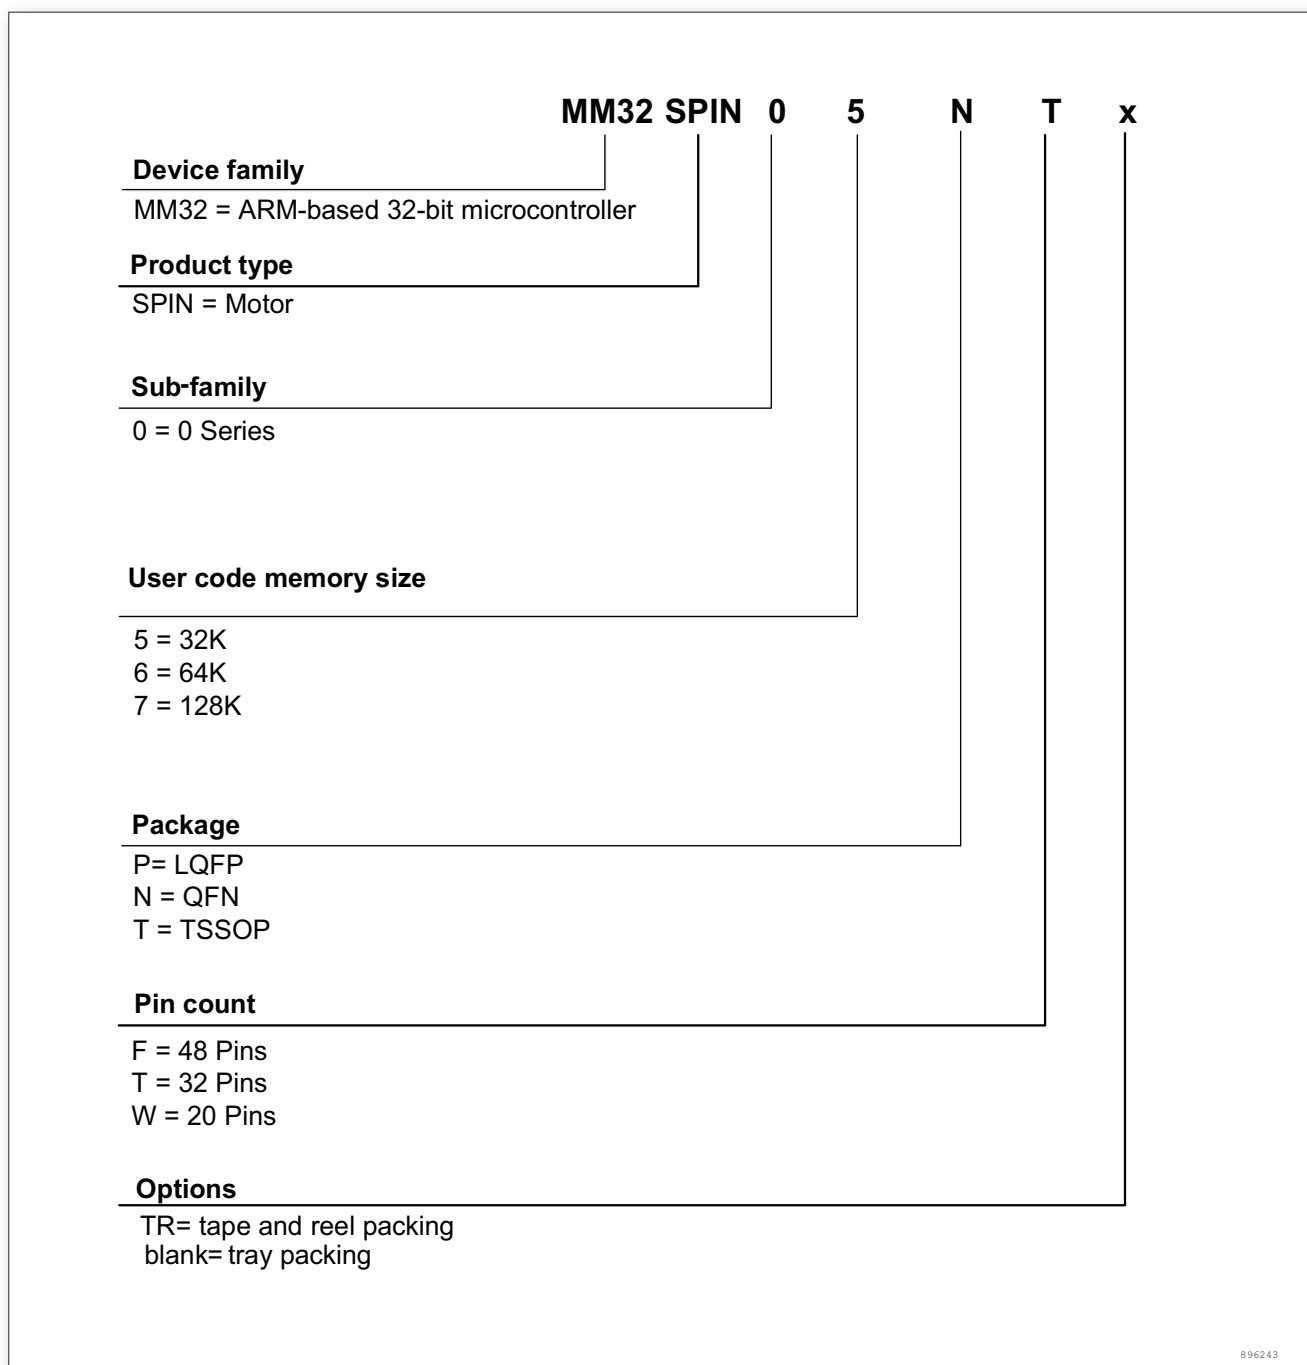 MM32 SPIN 0 5 N T x
Device family
MM32 = ARM-based 32-bit microcontroller
Product type
SPIN = Motor
Sub-family
0 = 0 Series
User code memory size
5 = 32K
6 = 64K
7 = 128K
Package
P= LQFP
N = QFN
T = TSSOP
Pin count
F = 48 Pins
T = 32 Pins
W = 20 Pins
Options
TR= tape and reel packing
blank= tray packing
896243